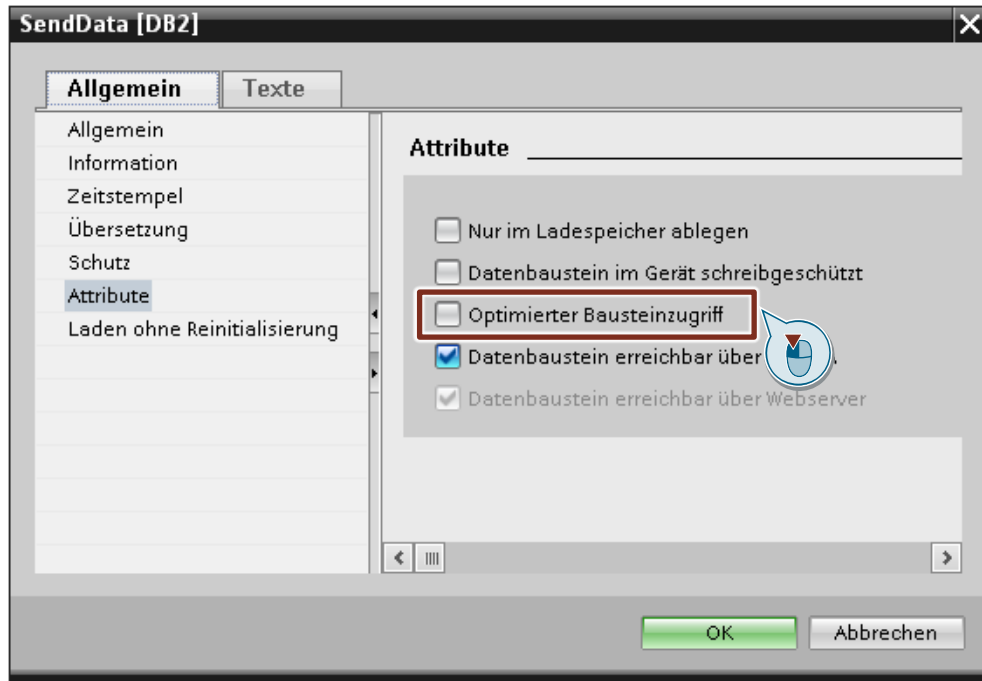 SendData [DB2]
Allgemein
Texte
Allgemein
Information
Zeitstempel
Übersetzung
Schutz
Attribute
Laden ohne Reinitialisierung
Attribute
Nur im Ladespeicher ablegen
Datenbaustein im Gerät schreibgeschützt
Optimierter Bausteinzugriff
Datenbaustein erreichbar über
Datenbaustein erreichbar über Webserver
OK
Abbrechen